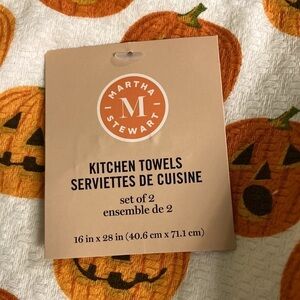 MARTHA
M
STEWART
KITCHEN TOWELS
SERVIETTES DE CUISINE
set of 2
ensemble de 2
16 in x 28 in (40.6 cm x 71.1 cm)